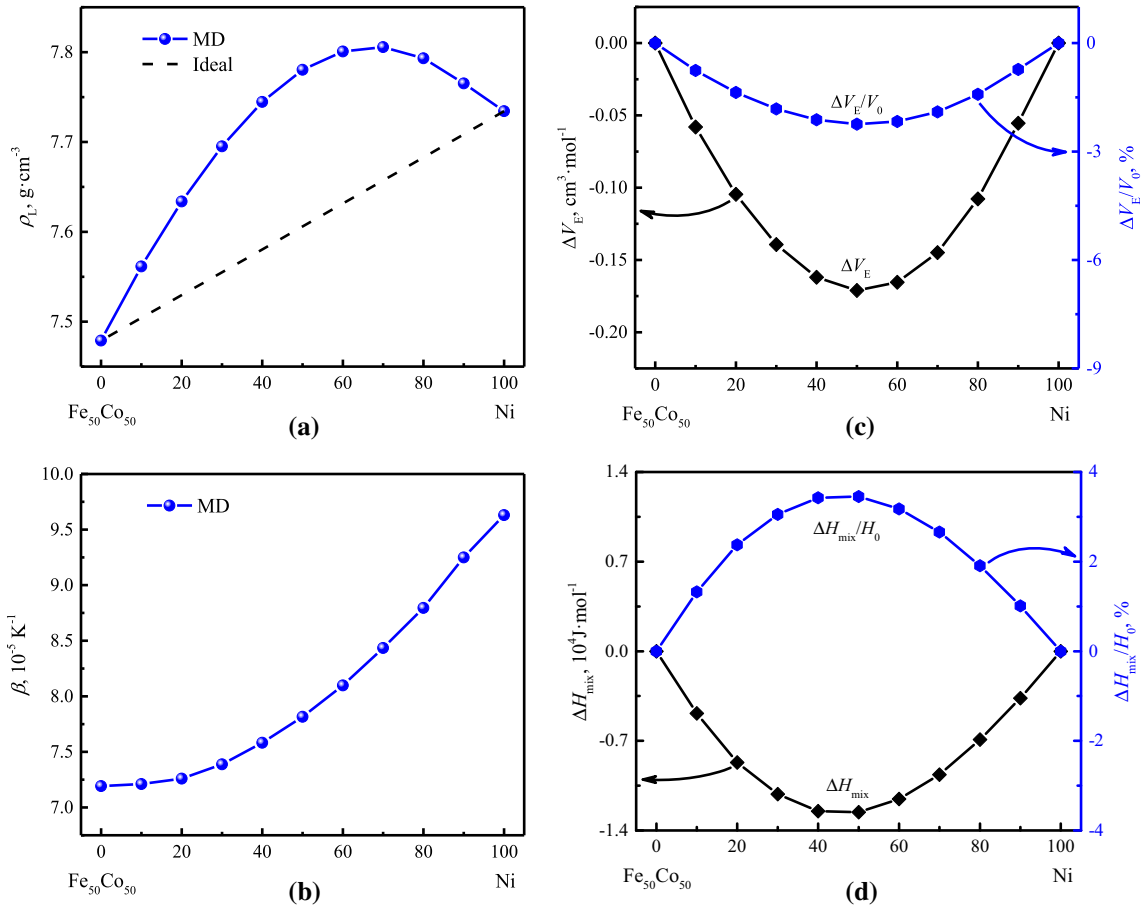 7.8
7.7
7.6
7.5
ρL, g·cm-3
MD
Ideal
0 20 40 60 80 100
Fe50Co50 Ni
(a)
0.00
-0.05
-0.10
-0.15
-0.20
ΔVE, cm3·mol-1
ΔVE/V0
ΔVE
0
-3
-6
-9
ΔVE/V0, %
0 20 40 60 80 100
Fe50Co50 Ni
(c)
10.0
9.5
9.0
8.5
8.0
7.5
7.0
β, 10-5 K-1
MD
0 20 40 60 80 100
Fe50Co50 Ni
(b)
1.4
0.7
0.0
-0.7
-1.4
ΔHmix, 104J·mol-1
ΔHmix/H0
ΔHmix
4
2
0
-2
-4
ΔHmix/H0, %
0 20 40 60 80 100
Fe50Co50 Ni
(d)